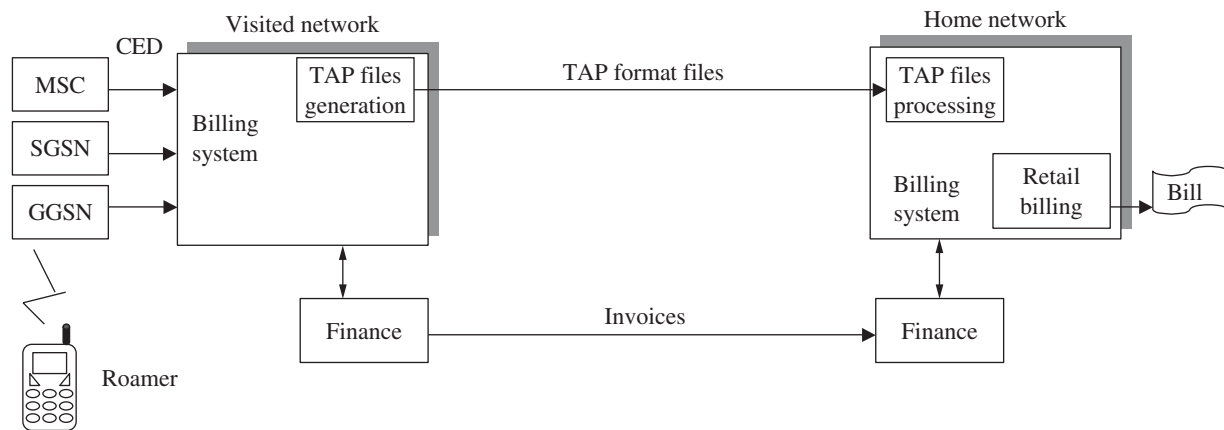 Visited network
Home network
CED
MSC
SGSN
GGSN
Billing
system
TAP files
generation
TAP format files
TAP files
processing
Billing
system
Retail
billing
Bill
Finance
Invoices
Finance
Roamer